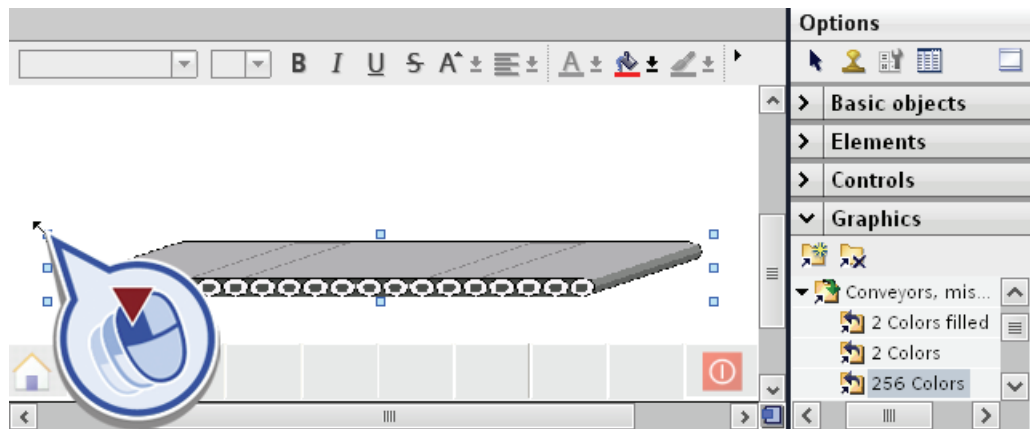 Options
B I U S A A
Basic objects
Elements
Controls
Graphics
Conveyors, mis...
2 Colors filled
2 Colors
256 Colors